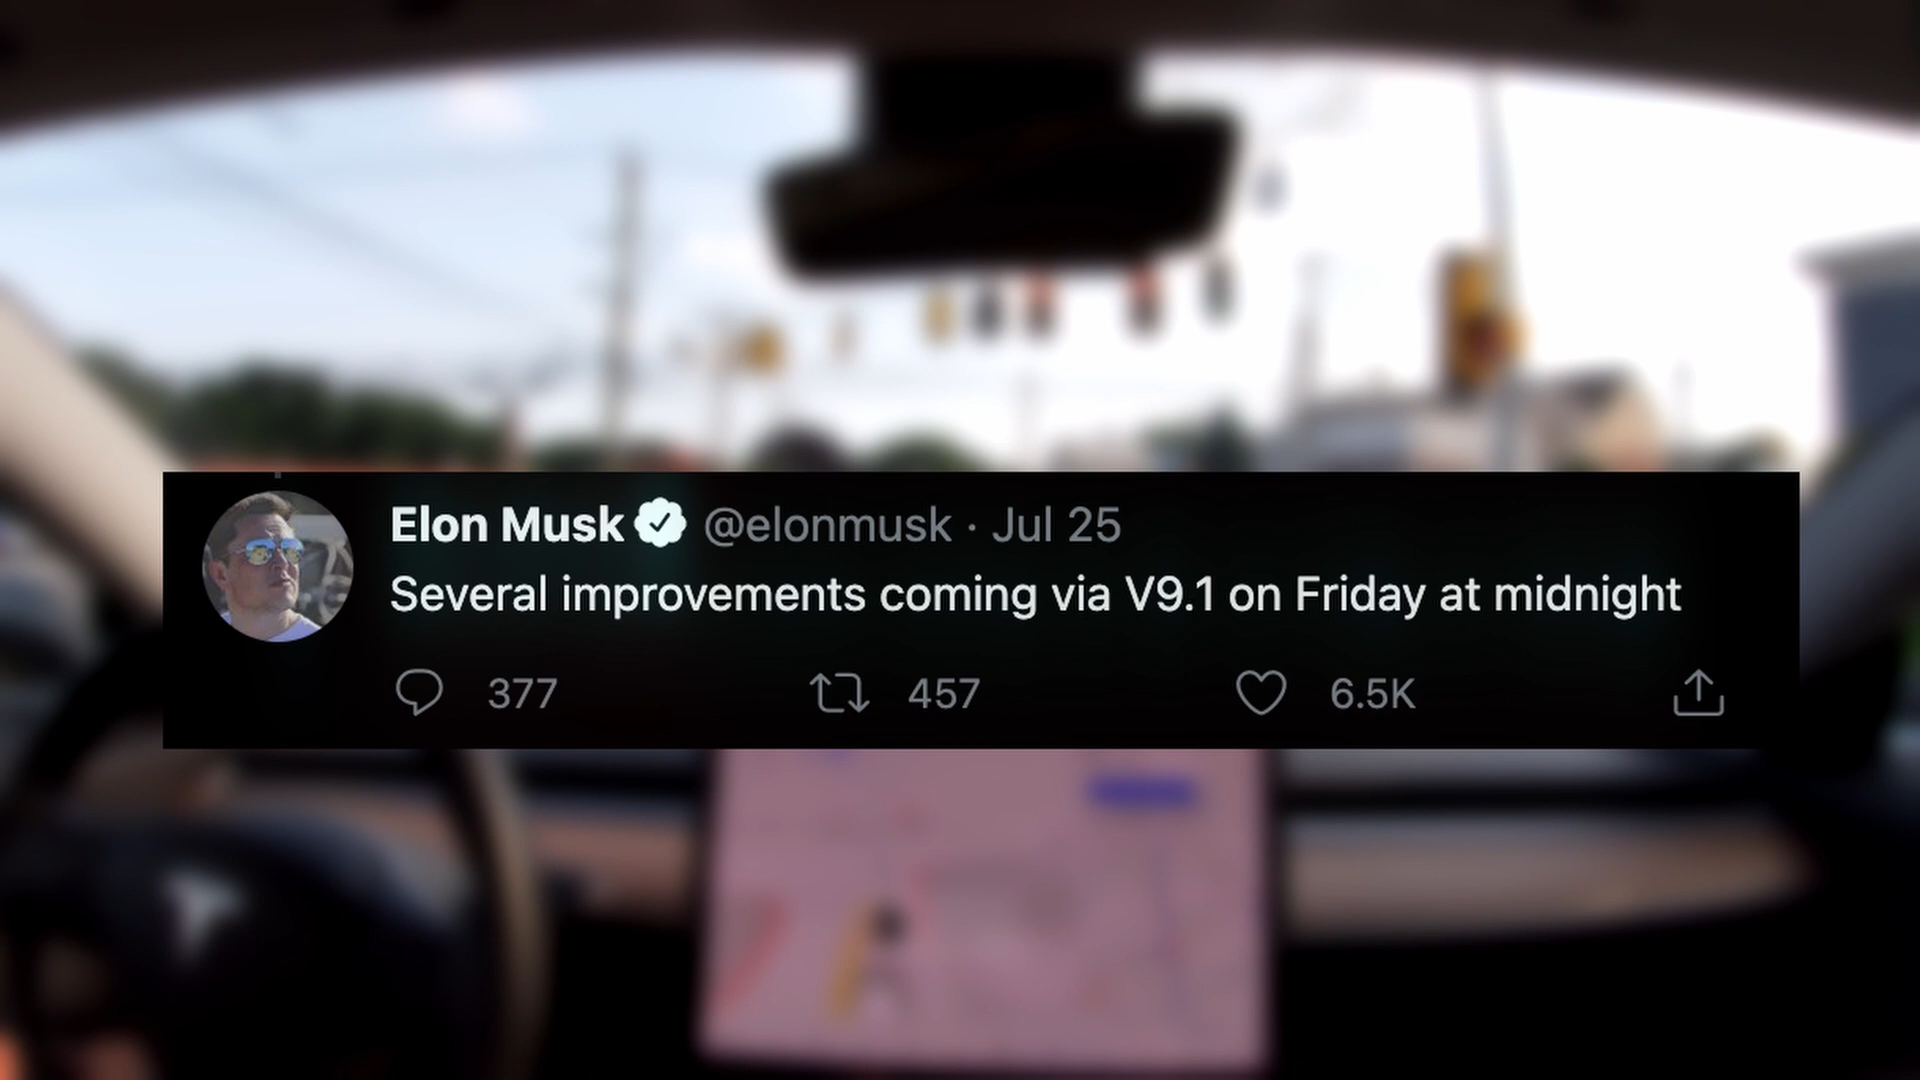 Elon Musk @elonmusk · Jul 25
Several improvements coming via V9.1 on Friday at midnight
377 457 6.5K